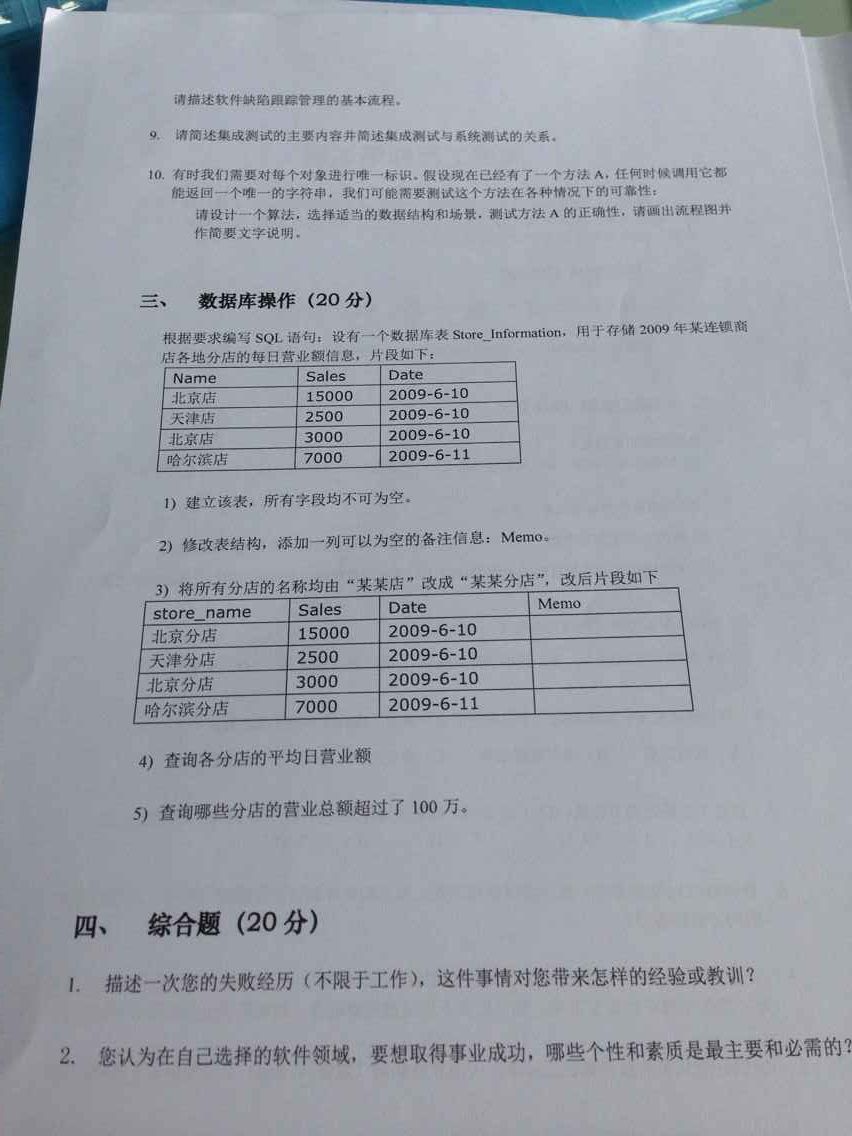 请描述软件缺陷跟踪管理的基本流程。
9. 请简述集成测试的主要内容并简述集成测试与系统测试的关系。
10. 有时我们需要对每个对象进行唯一标识。假设现在已经有了一个方法 A，任何时候调用它都
能返回一个唯一的字符串，我们可能需要测试这个方法在各种情况下的可靠性：
请设计一个算法，选择适当的数据结构和场景，测试方法 A 的正确性，请画出流程图并
作简要文字说明。
三、 数据库操作（20 分）
根据要求编写 SQL 语句：设有一个数据库表 Store_Information，用于存储 2009 年某连锁商
店各地分店的每日营业额信息，片段如下：
Name Sales Date
北京店 15000 2009-6-10
天津店 2500 2009-6-10
北京店 3000 2009-6-10
哈尔滨店 7000 2009-6-11
1) 建立该表，所有字段均不可为空。
2) 修改表结构，添加一列可以为空的备注信息：Memo。
3) 将所有分店的名称均由“某某店”改成“某某分店”，改后片段如下
store_name Sales Date Memo
北京分店 15000 2009-6-10
天津分店 2500 2009-6-10
北京分店 3000 2009-6-10
哈尔滨分店 7000 2009-6-11
4) 查询各分店的平均日营业额
5) 查询哪些分店的营业总额超过了 100 万。
四、 综合题（20 分）
1. 描述一次您的失败经历（不限于工作），这件事情对您带来怎样的经验或教训？
2. 您认为在自己选择的软件领域，要想取得事业成功，哪些个性和素质是最主要和必需的？